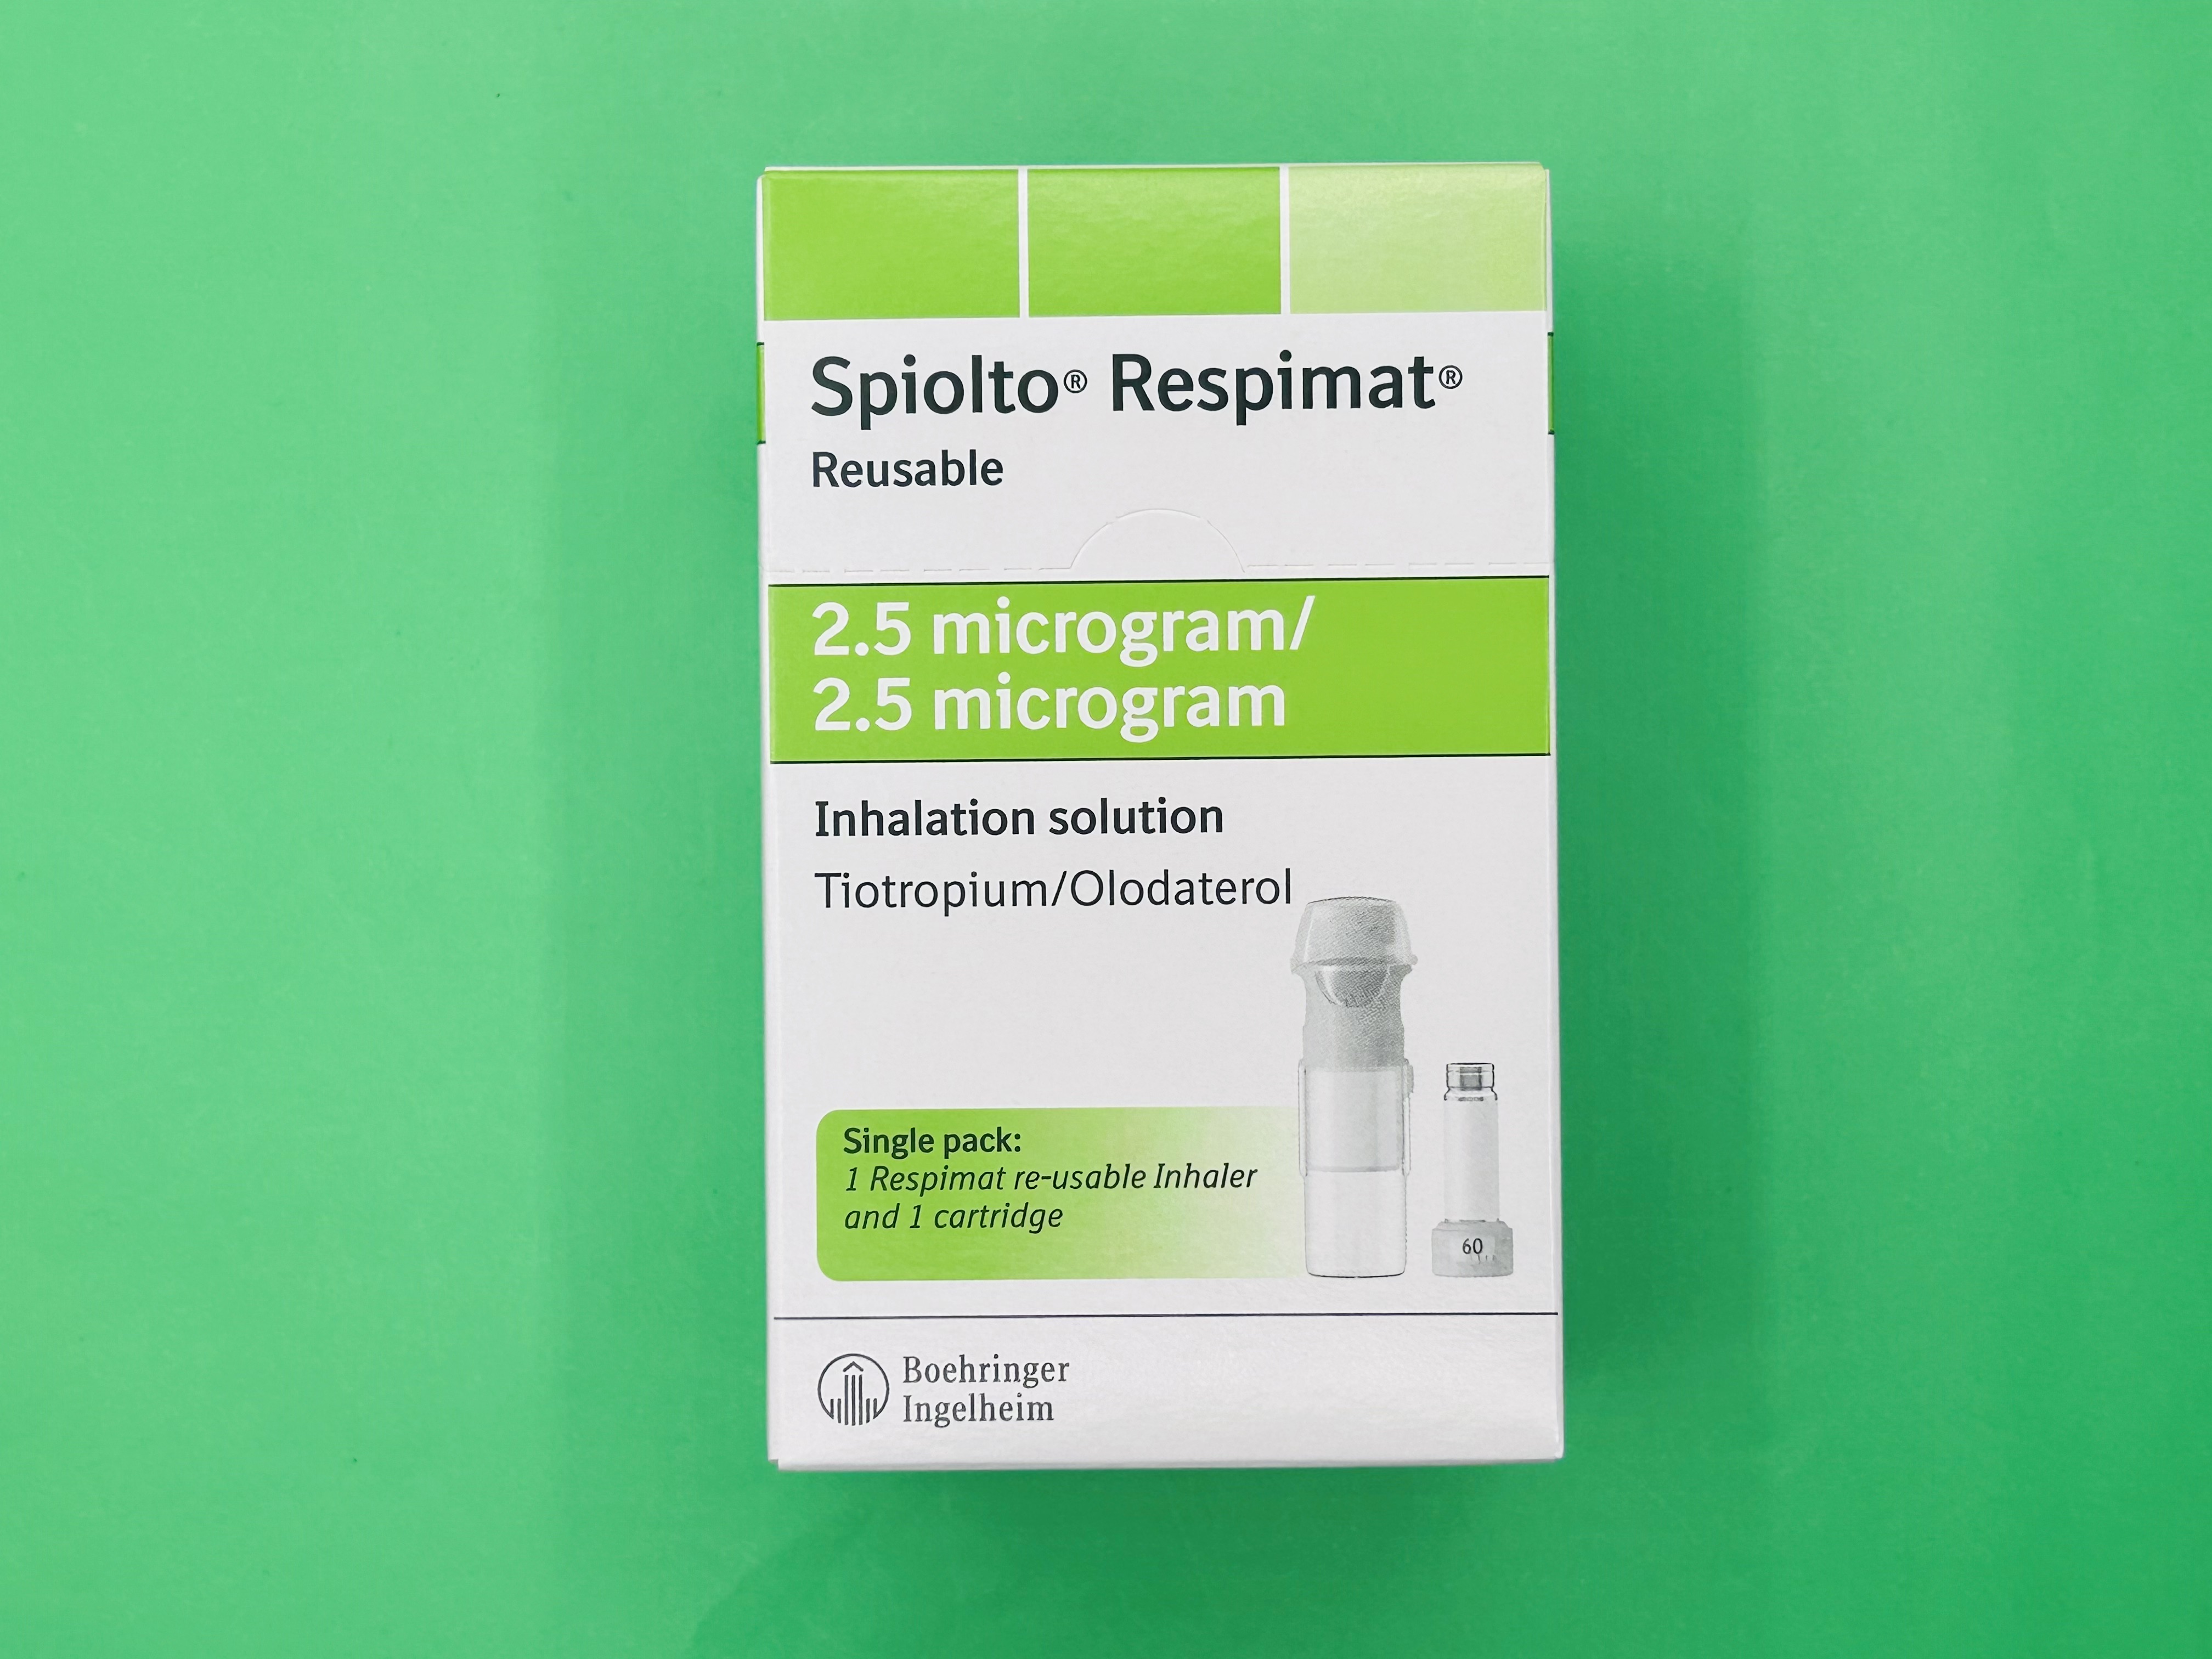 Spiolto® Respimat®
Reusable
2.5 microgram/
2.5 microgram
Inhalation solution
Tiotropium/Olodaterol
Single pack:
1 Respimat re-usable Inhaler
and 1 cartridge
60
Boehringer
Ingelheim